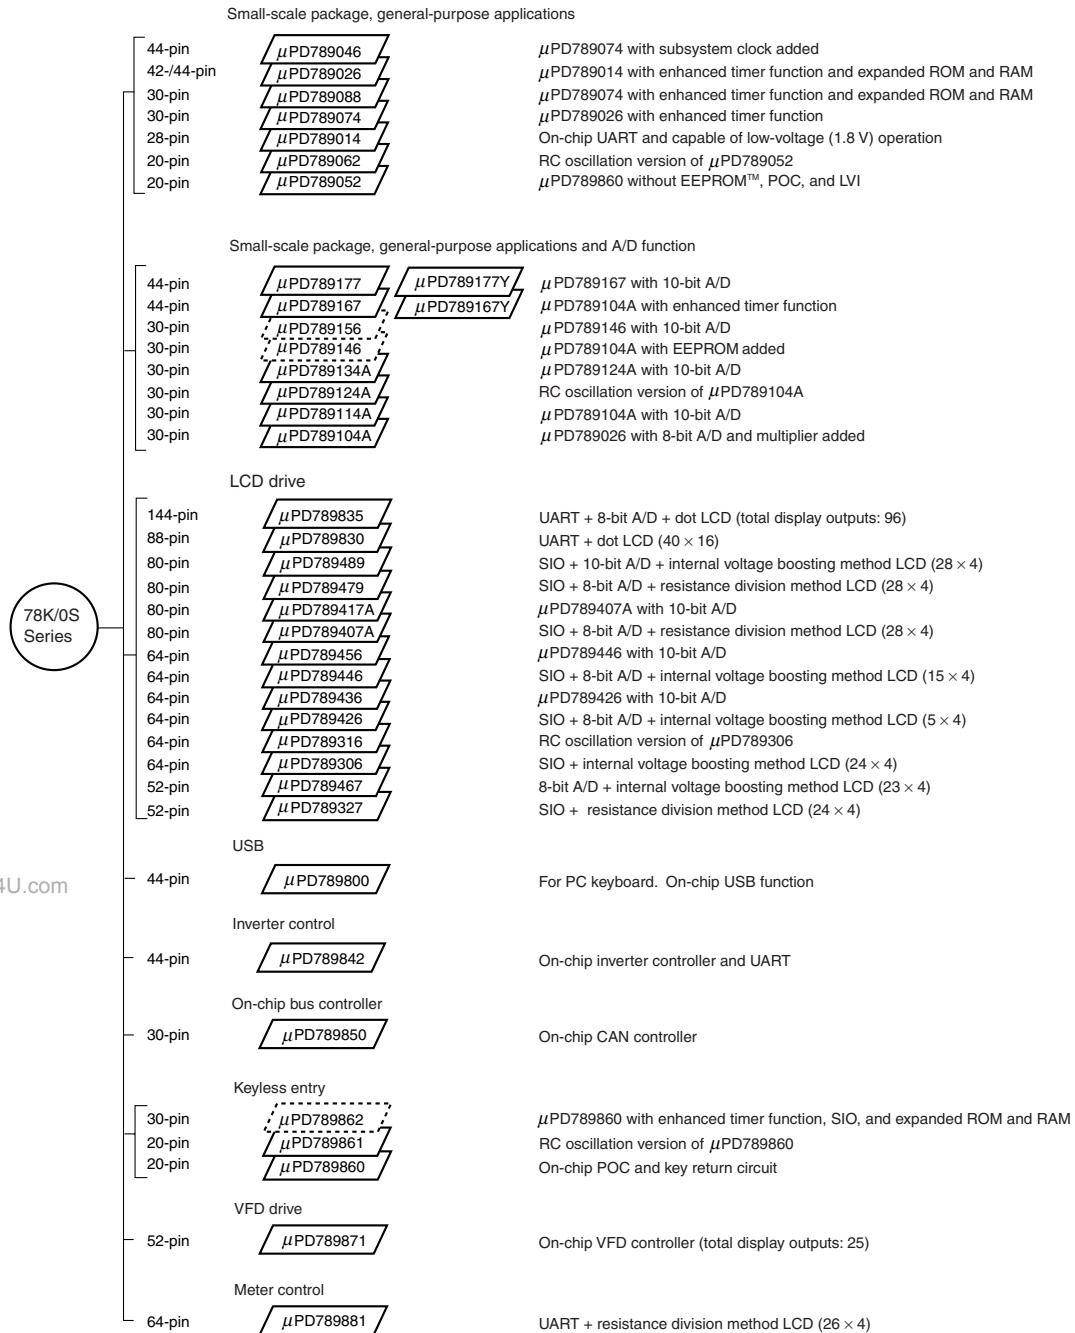 Small-scale package, general-purpose applications
44-pin μPD789046 μPD789074 with subsystem clock added
42-/44-pin μPD789026 μPD789014 with enhanced timer function and expanded ROM and RAM
30-pin μPD789088 μPD789074 with enhanced timer function and expanded ROM and RAM
30-pin μPD789074 μPD789026 with enhanced timer function
28-pin μPD789014 On-chip UART and capable of low-voltage (1.8 V) operation
20-pin μPD789062 RC oscillation version of μPD789052
20-pin μPD789052 μPD789860 without EEPROM™, POC, and LVI
Small-scale package, general-purpose applications and A/D function
44-pin μPD789177 μPD789177Y μPD789167 with 10-bit A/D
44-pin μPD789167 μPD789167Y μPD789104A with enhanced timer function
30-pin μPD789156 μPD789146 with 10-bit A/D
30-pin μPD789146 μPD789104A with EEPROM added
30-pin μPD789134A μPD789124A with 10-bit A/D
30-pin μPD789124A RC oscillation version of μPD789104A
30-pin μPD789114A μPD789104A with 10-bit A/D
30-pin μPD789104A μPD789026 with 8-bit A/D and multiplier added
LCD drive
144-pin μPD789835 UART + 8-bit A/D + dot LCD (total display outputs: 96)
88-pin μPD789830 UART + dot LCD (40 × 16)
80-pin μPD789489 SIO + 10-bit A/D + internal voltage boosting method LCD (28 × 4)
80-pin μPD789479 SIO + 8-bit A/D + resistance division method LCD (28 × 4)
80-pin μPD789417A μPD789407A with 10-bit A/D
80-pin μPD789407A SIO + 8-bit A/D + resistance division method LCD (28 × 4)
64-pin μPD789456 μPD789446 with 10-bit A/D
64-pin μPD789446 SIO + 8-bit A/D + internal voltage boosting method LCD (15 × 4)
64-pin μPD789436 μPD789426 with 10-bit A/D
64-pin μPD789426 SIO + 8-bit A/D + internal voltage boosting method LCD (5 × 4)
64-pin μPD789316 RC oscillation version of μPD789306
64-pin μPD789306 SIO + internal voltage boosting method LCD (24 × 4)
52-pin μPD789467 8-bit A/D + internal voltage boosting method LCD (23 × 4)
52-pin μPD789327 SIO + resistance division method LCD (24 × 4)
78K/0S
Series
USB
44-pin μPD789800 For PC keyboard. On-chip USB function
4U.com
Inverter control
44-pin μPD789842 On-chip inverter controller and UART
On-chip bus controller
30-pin μPD789850 On-chip CAN controller
Keyless entry
30-pin μPD789862 μPD789860 with enhanced timer function, SIO, and expanded ROM and RAM
20-pin μPD789861 RC oscillation version of μPD789860
20-pin μPD789860 On-chip POC and key return circuit
VFD drive
52-pin μPD789871 On-chip VFD controller (total display outputs: 25)
Meter control
64-pin μPD789881 UART + resistance division method LCD (26 × 4)